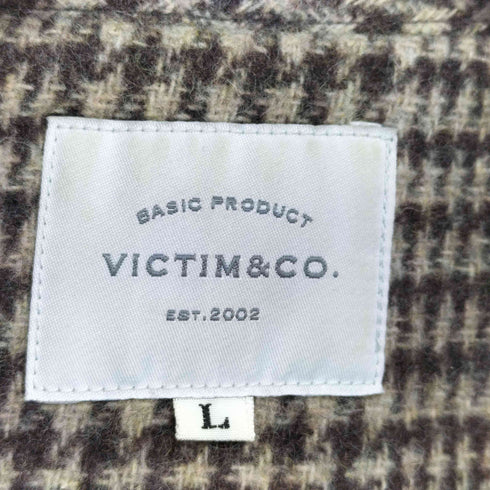 BASIC PRODUCT
VICTIM&CO.
EST.2002
L